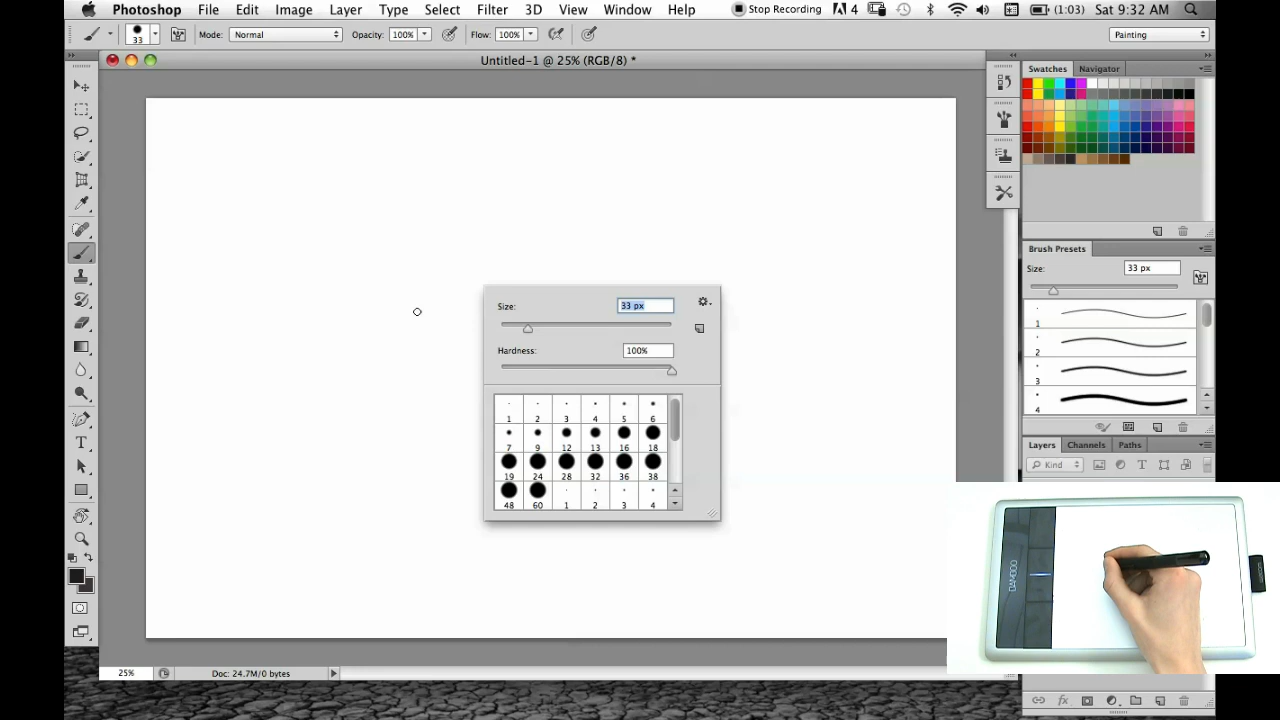 Photoshop File Edit Image Layer Type Select Filter 3D View Window Help Stop Recording 4 (1:03) Sat 9:32 AM
33 Mode: Normal Opacity: 100% Flow: 100% Painting
Untitled-1 @ 25% (RGB/8) *
Swatches Navigator
Brush Presets
Size: 33 px
1
2
3
4
Size: 33 px
Hardness: 100%
1 2 3 4 5 6
7 9 12 13 16 18
19 24 28 32 36 38
48 60 1 2 3 4
Layers Channels Paths
Kind
BAMBOO
25% Doc: 24.7M/0 bytes
fx